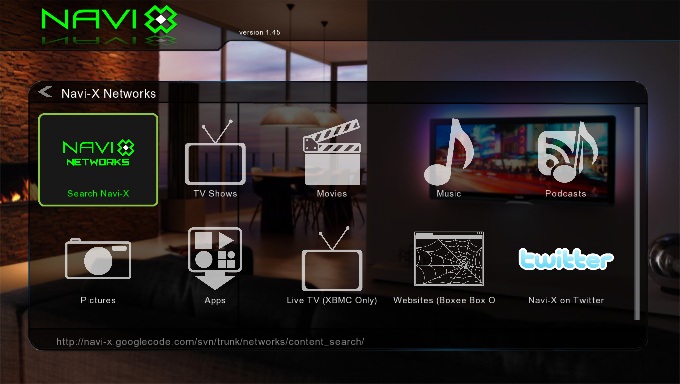 NAVI X
version 1.45
Navi-X Networks
NAVI X
NETWORKS
Search Navi-X
TV Shows
Movies
Music
Podcasts
Pictures
Apps
Live TV (XBMC Only)
Websites (Boxee Box O
twitter
Navi-X on Twitter
http://navi-x.googlecode.com/svn/trunk/networks/content_search/